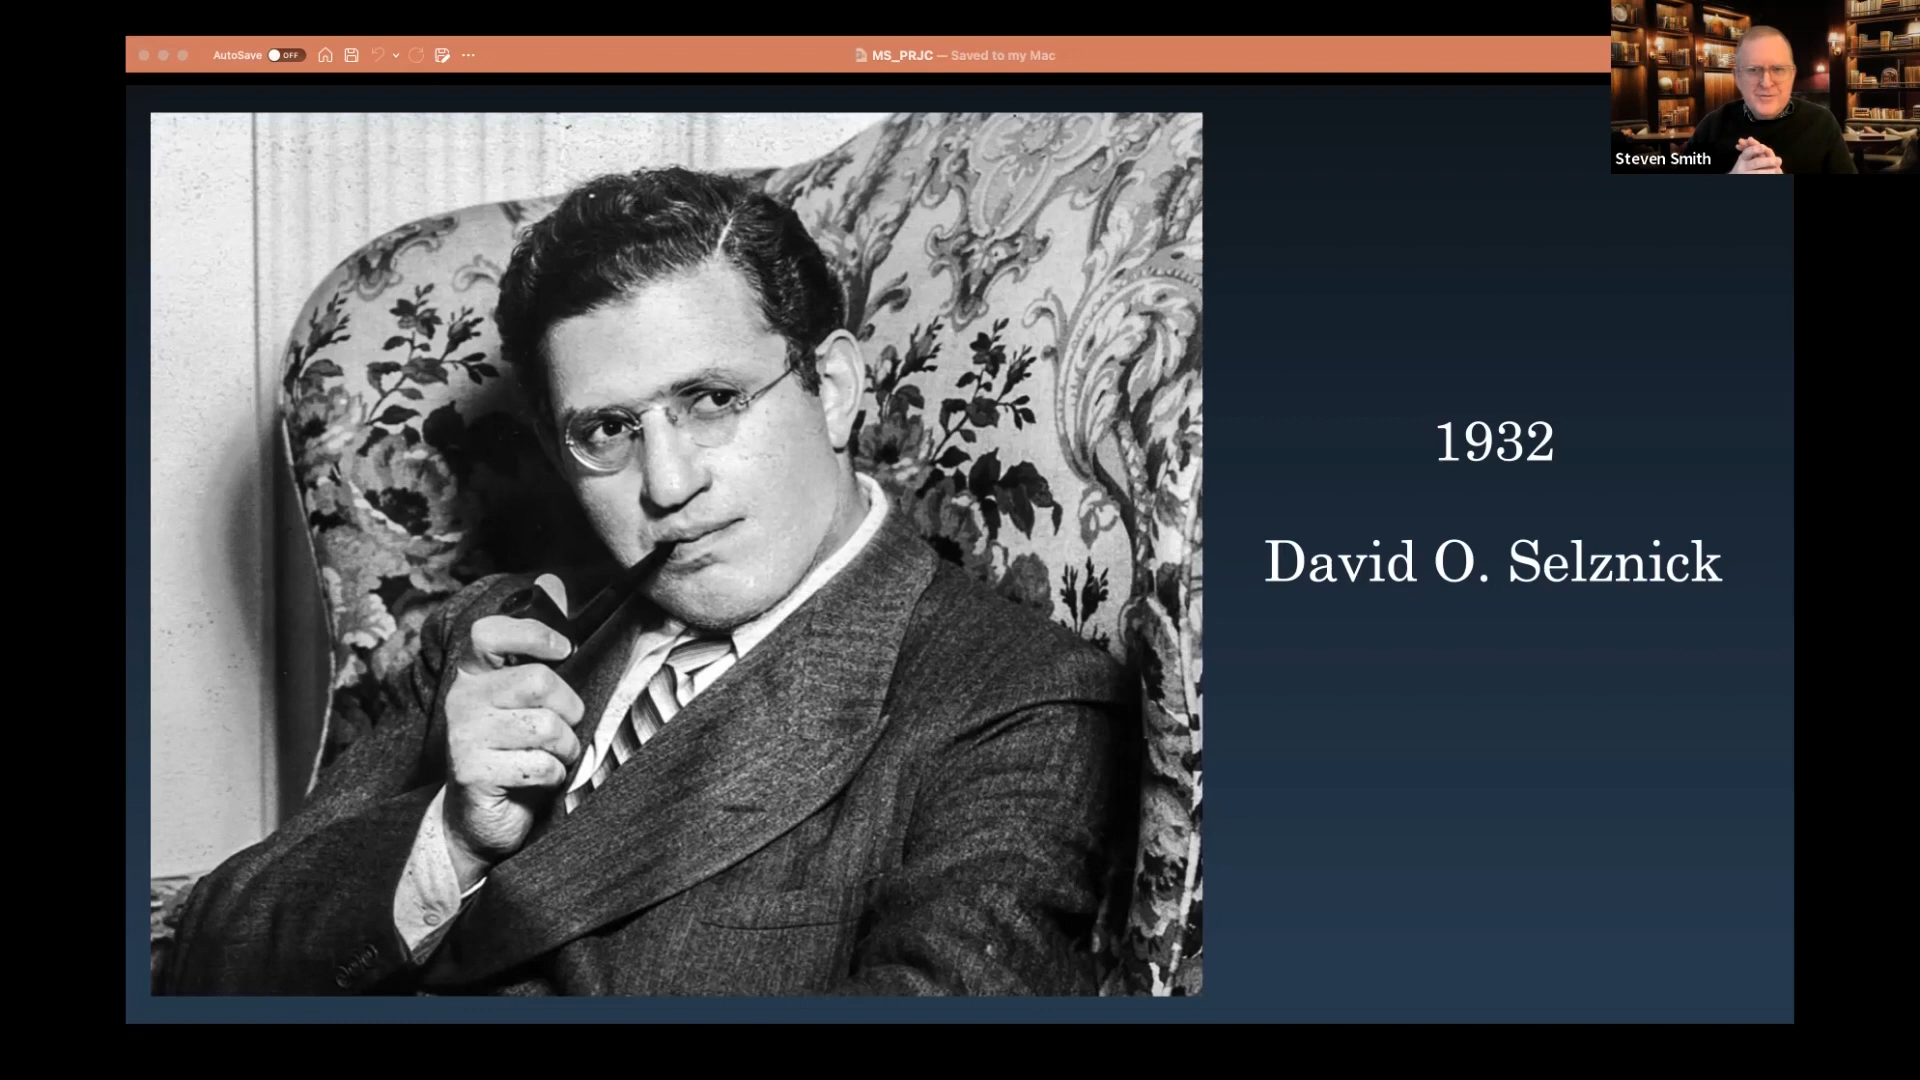 AutoSave OFF
MS_PRJC — Saved to my Mac
Steven Smith
1932
David O. Selznick